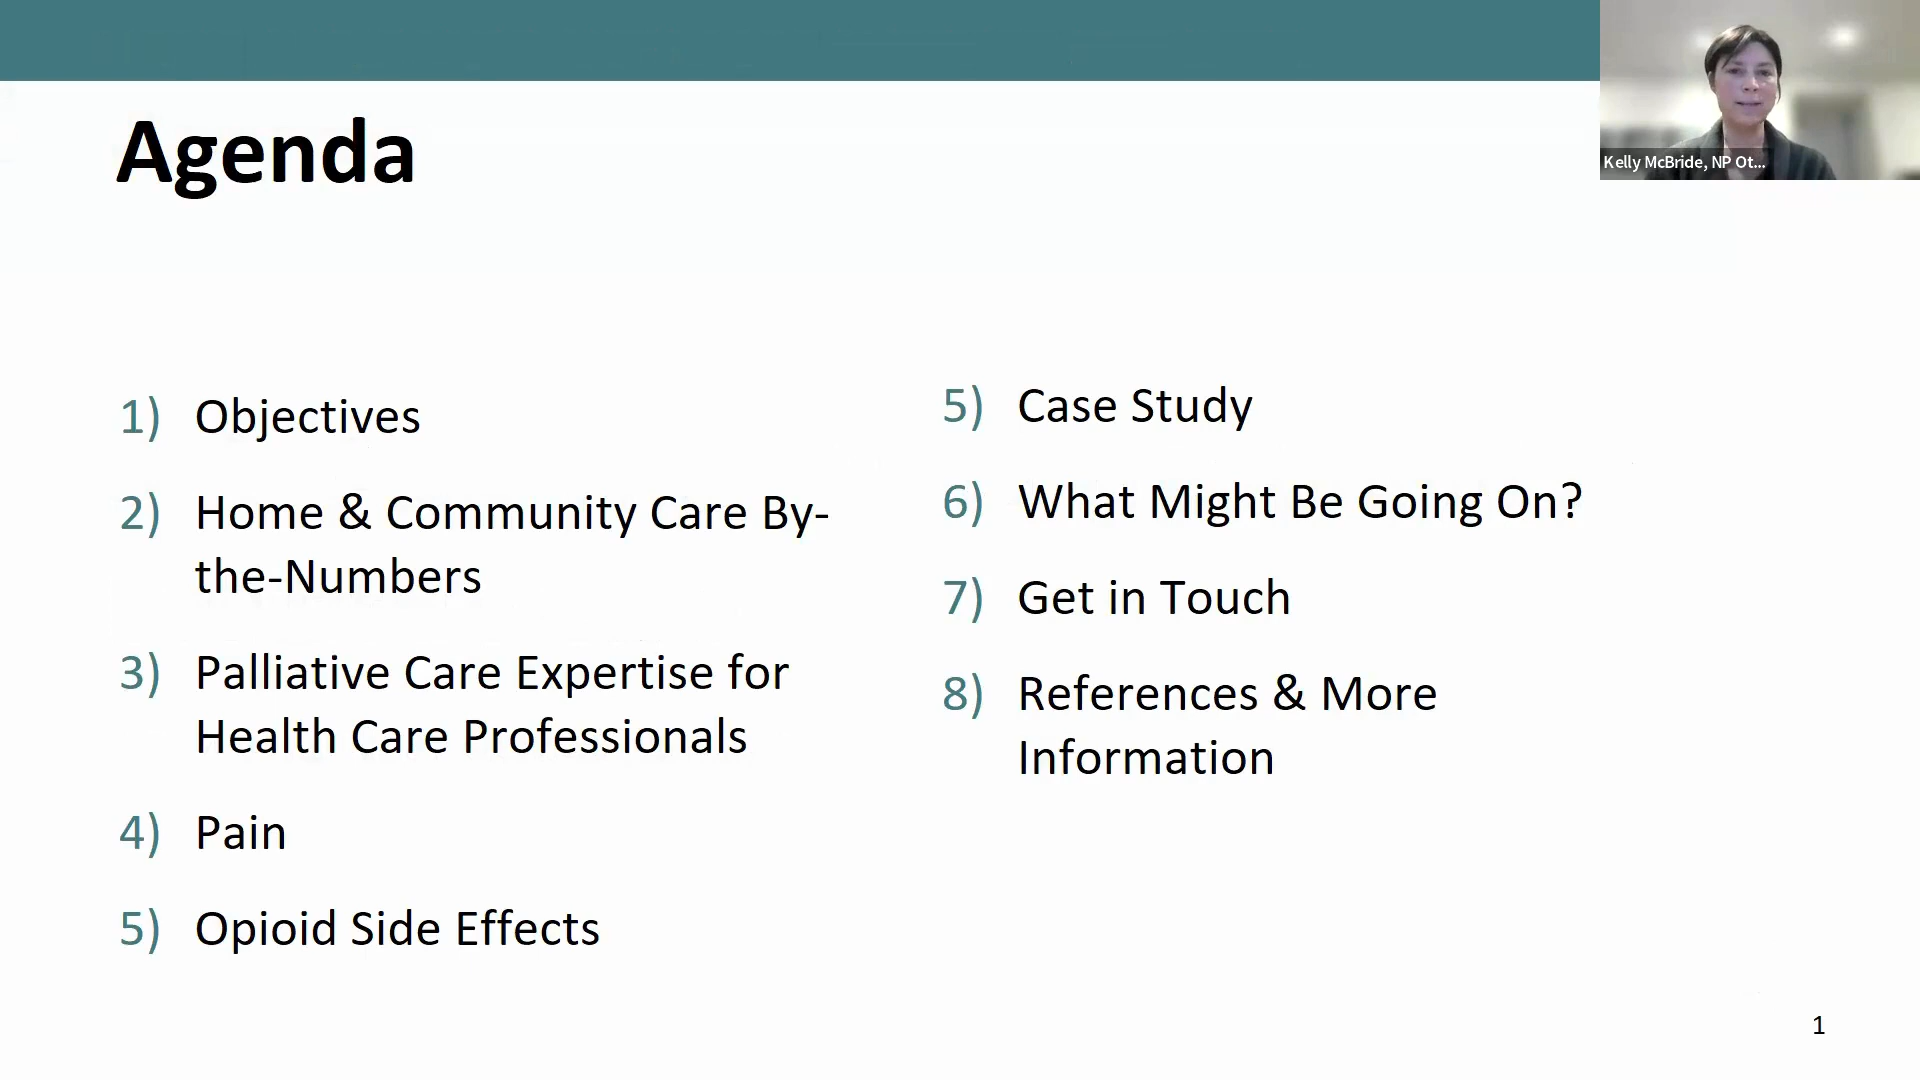 Agenda
Kelly McBride, NP Ot...
1) Objectives
2) Home & Community Care By-
the-Numbers
3) Palliative Care Expertise for
Health Care Professionals
4) Pain
5) Opioid Side Effects
5) Case Study
6) What Might Be Going On?
7) Get in Touch
8) References & More
Information
1